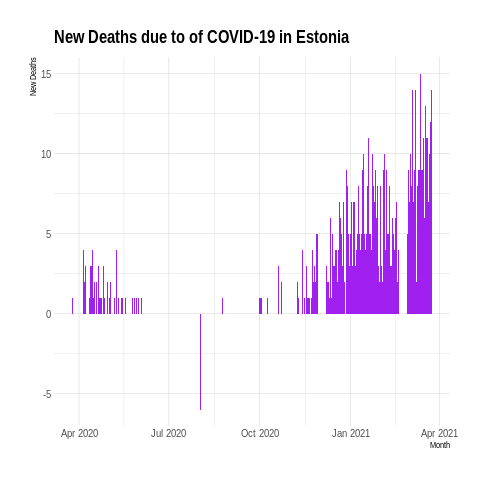 New Deaths due to of COVID-19 in Estonia
New Deaths
15
10
5
0
-5
Apr 2020 Jul 2020 Oct 2020 Jan 2021 Apr 2021
Month